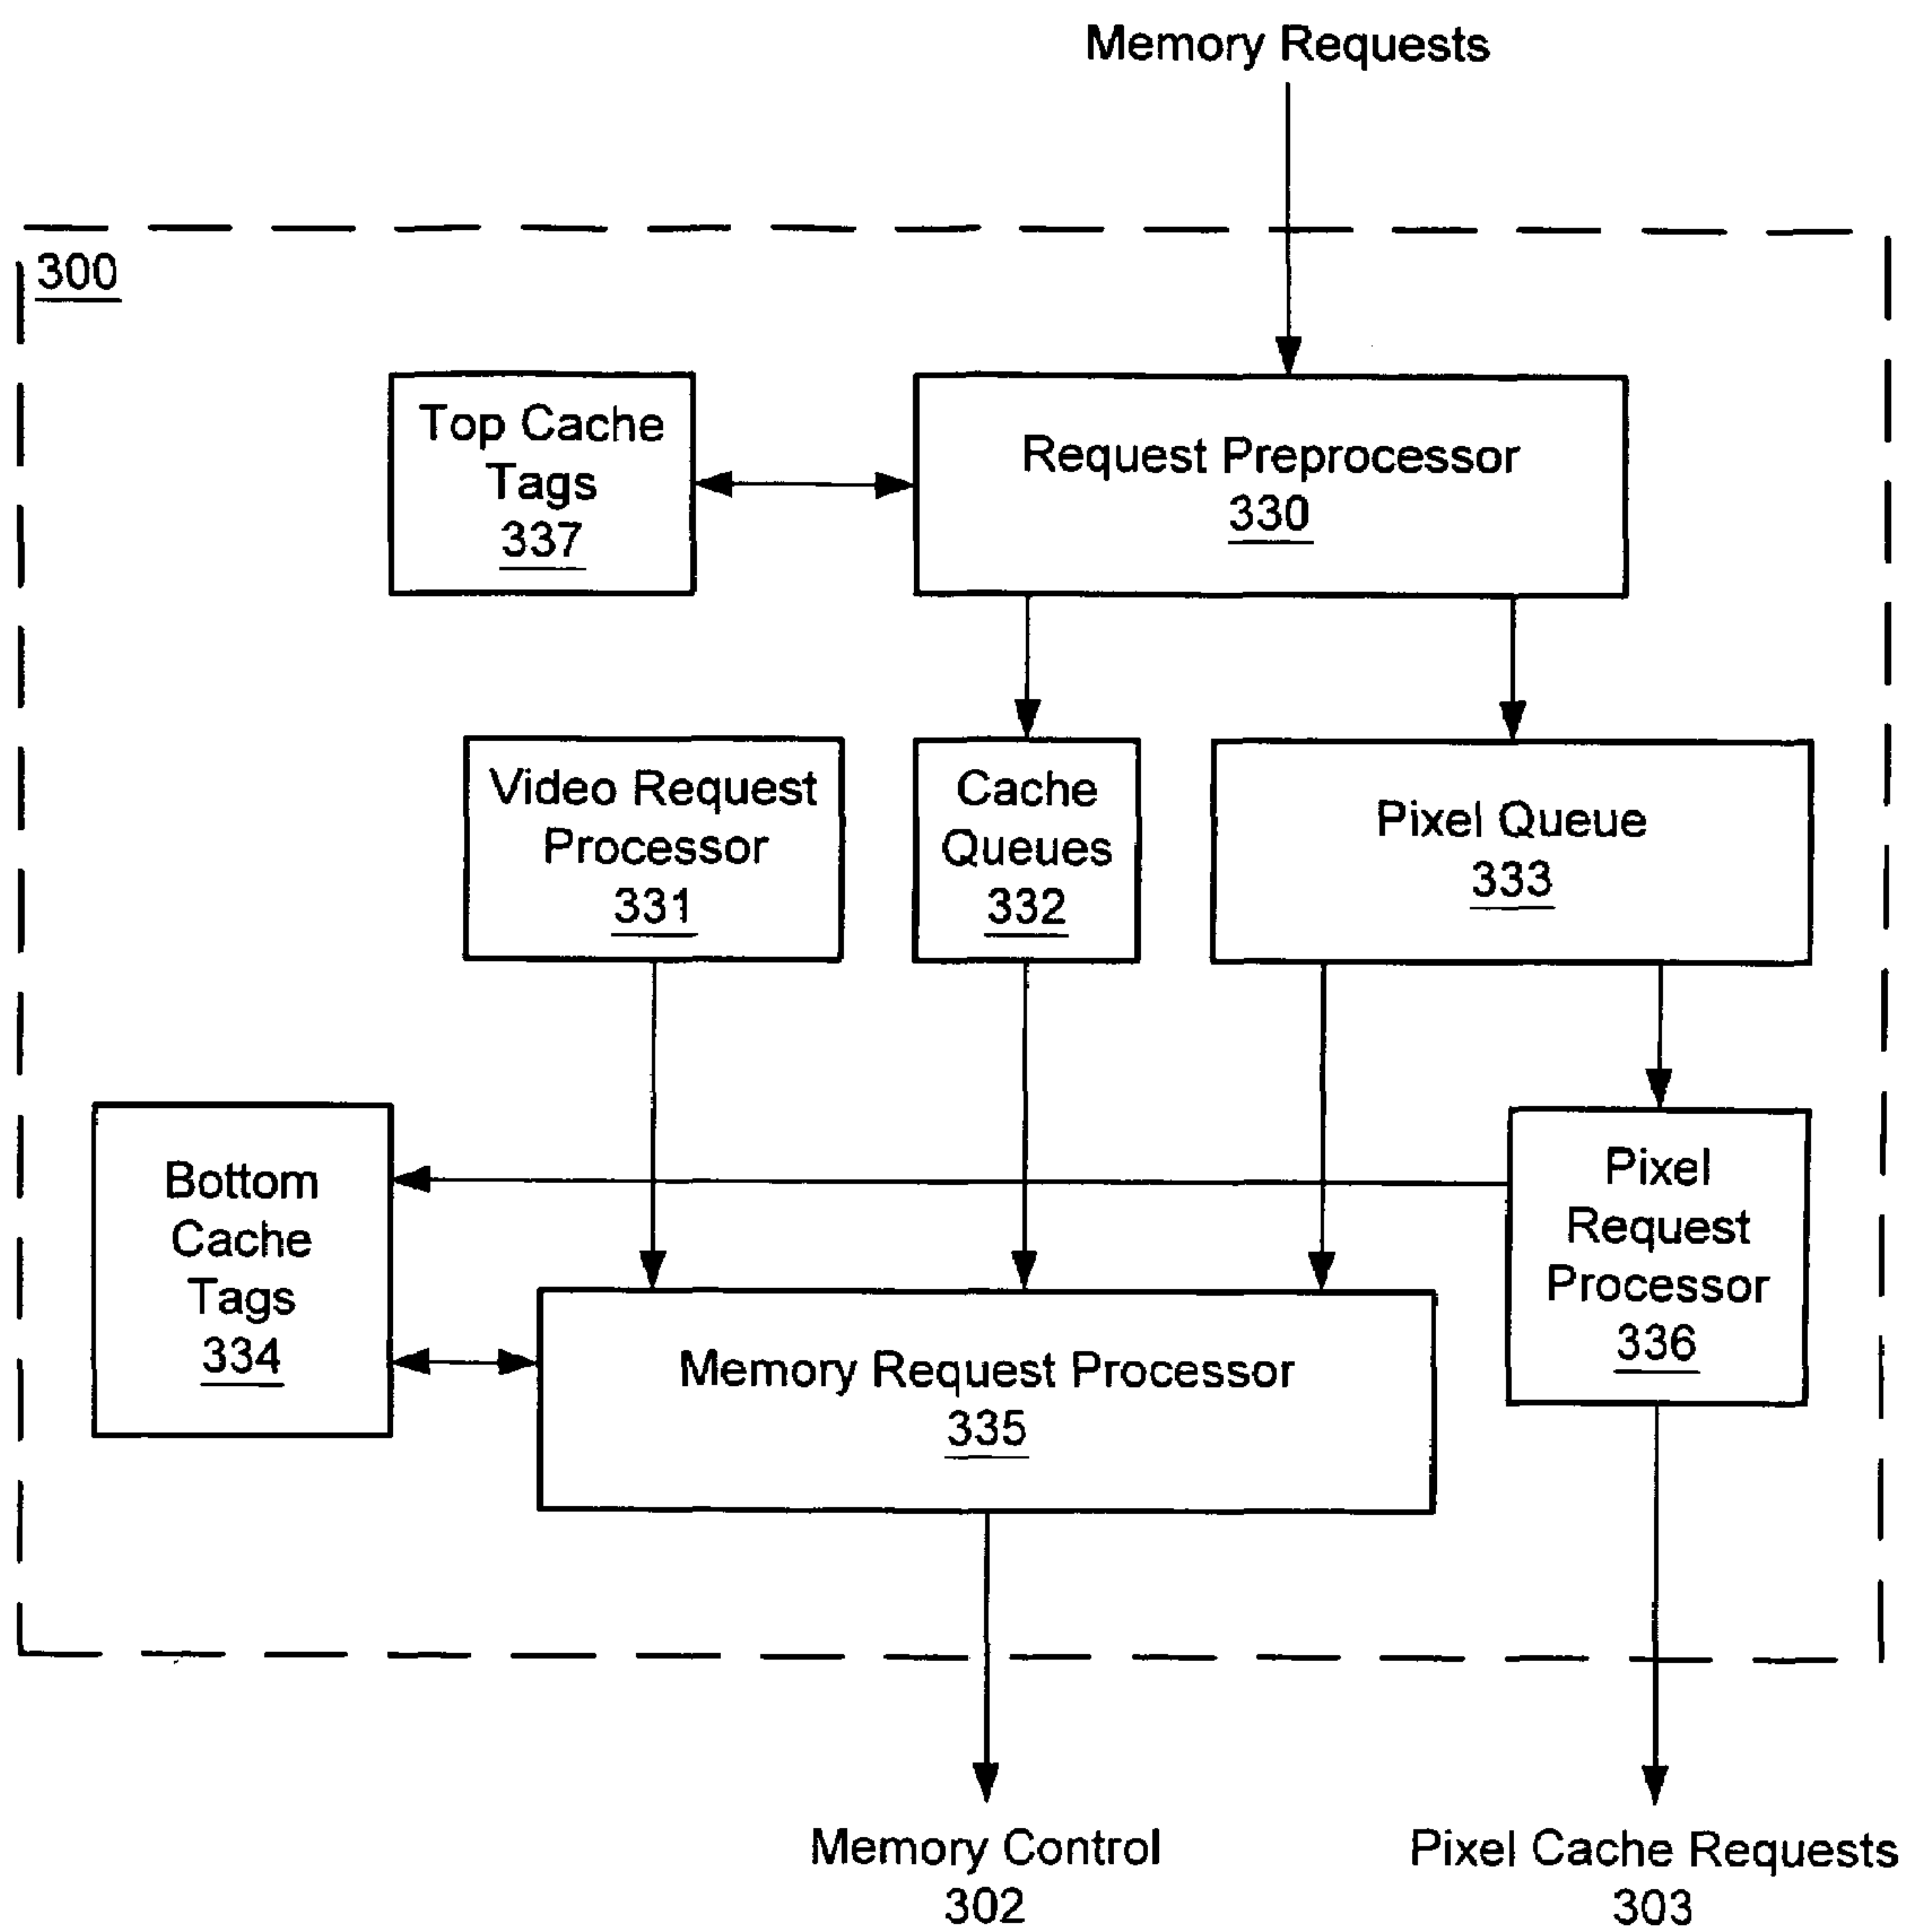 Memory Requests
300
Top Cache
Tags
337
Request Preprocessor
330
Video Request
Processor
331
Cache
Queues
332
Pixel Queue
333
Bottom
Cache
Tags
334
Memory Request Processor
335
Pixel
Request
Processor
336
Memory Control
302
Pixel Cache Requests
303